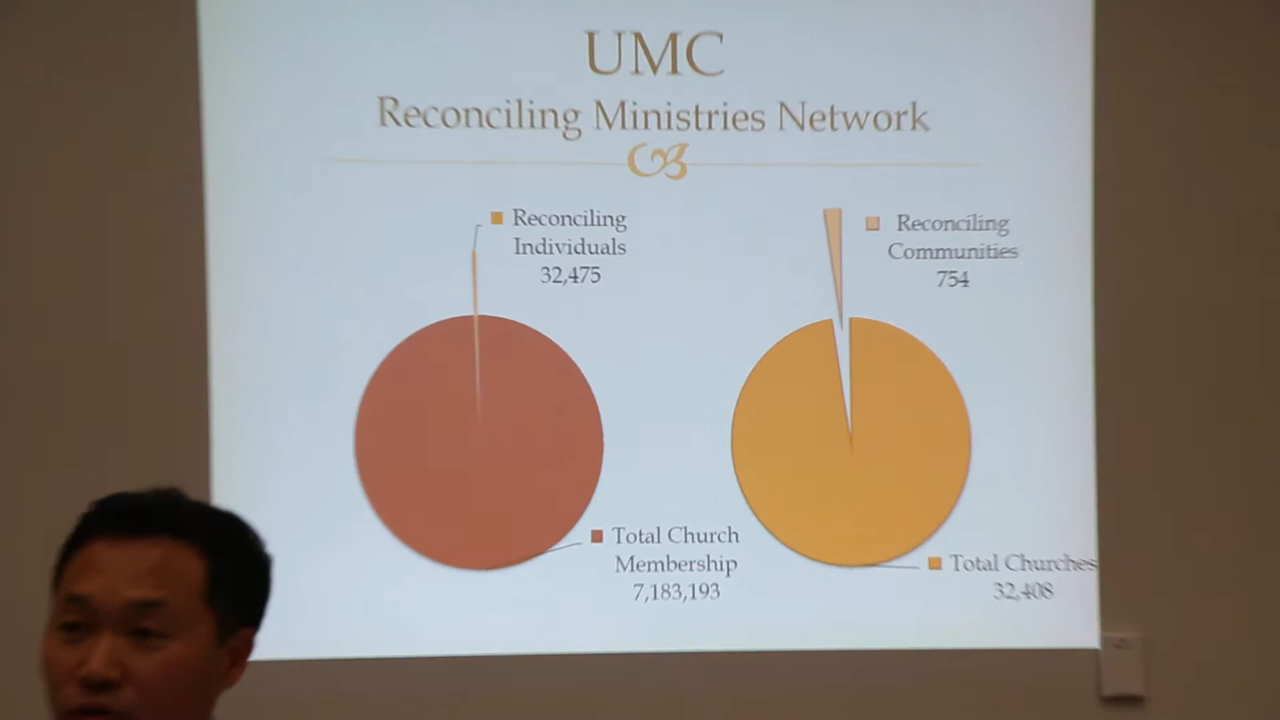 UMC
Reconciling Ministries Network
Reconciling
Individuals
32,475
Reconciling
Communities
754
Total Church
Membership
7,183,193
Total Churches
32,408